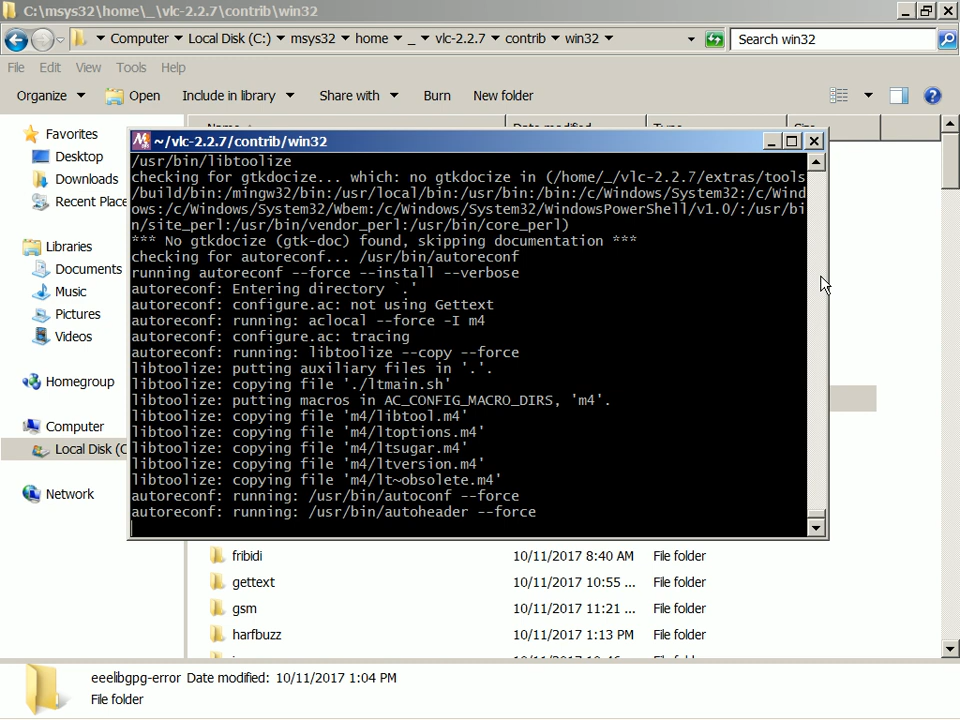 C:\msys32\home\_\vlc-2.2.7\contrib\win32
Computer Local Disk (C:) msys32 home _ vlc-2.2.7 contrib win32
Search win32
File Edit View Tools Help
Organize Open Include in library Share with Burn New folder
Name Date modified Type Size
Favorites
Desktop
Downloads
Recent Place
Libraries
Documents
Music
Pictures
Videos
Homegroup
Computer
Local Disk (C
Network
~/vlc-2.2.7/contrib/win32
/usr/bin/libtoolize
checking for gtkdocize... which: no gtkdocize in (/home/_/vlc-2.2.7/extras/tools
/build/bin:/mingw32/bin:/usr/local/bin:/usr/bin:/bin:/c/Windows/System32:/c/Wind
ows:/c/Windows/System32/Wbem:/c/Windows/System32/WindowsPowerShell/v1.0/:/usr/bi
n/site_perl:/usr/bin/vendor_perl:/usr/bin/core_perl)
*** No gtkdocize (gtk-doc) found, skipping documentation ***
checking for autoreconf... /usr/bin/autoreconf
running autoreconf --force --install --verbose
autoreconf: Entering directory `.'
autoreconf: configure.ac: not using Gettext
autoreconf: running: aclocal --force -I m4
autoreconf: configure.ac: tracing
autoreconf: running: libtoolize --copy --force
libtoolize: putting auxiliary files in '.'.
libtoolize: copying file './ltmain.sh'
libtoolize: putting macros in AC_CONFIG_MACRO_DIRS, 'm4'.
libtoolize: copying file 'm4/libtool.m4'
libtoolize: copying file 'm4/ltoptions.m4'
libtoolize: copying file 'm4/ltsugar.m4'
libtoolize: copying file 'm4/ltversion.m4'
libtoolize: copying file 'm4/lt~obsolete.m4'
autoreconf: running: /usr/bin/autoconf --force
autoreconf: running: /usr/bin/autoheader --force
fribidi 10/11/2017 8:40 AM File folder
gettext 10/11/2017 10:55 ... File folder
gsm 10/11/2017 11:21 ... File folder
harfbuzz 10/11/2017 1:13 PM File folder
eeelibgpg-error Date modified: 10/11/2017 1:04 PM
File folder